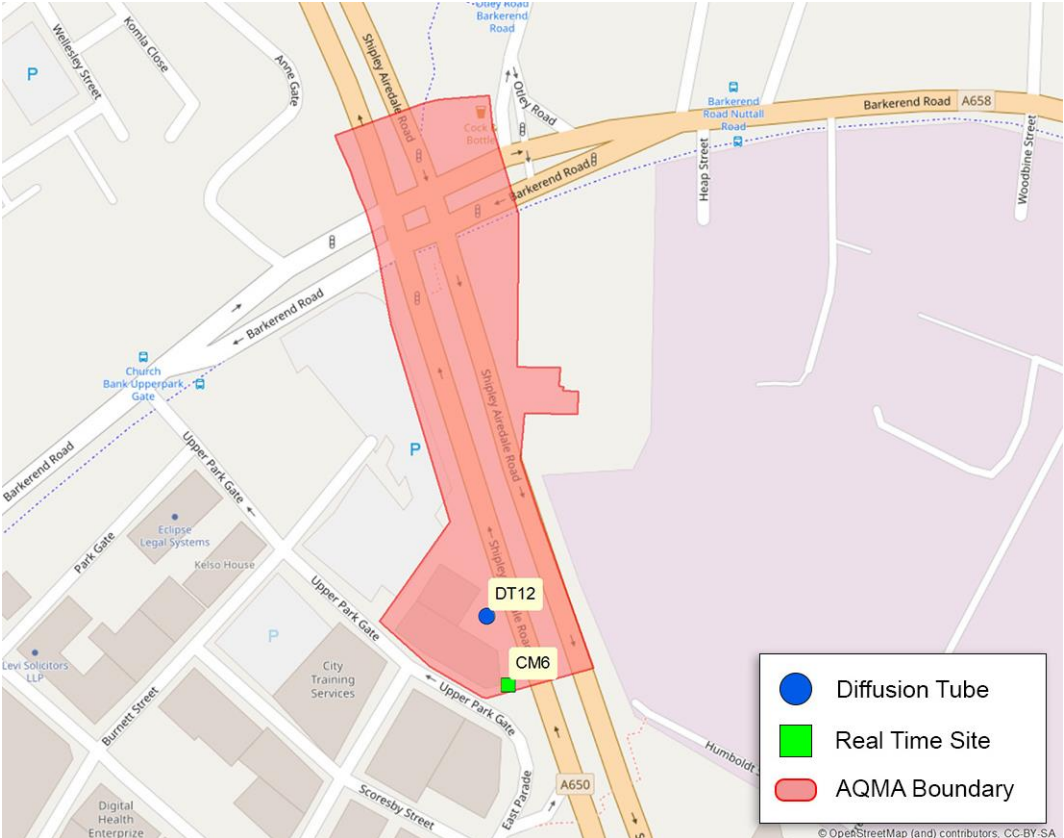 Otley Road
Barkerend
Road
Wellesley Street
Komla Close
Anne Gate
Shipley Airedale Road
P
Otley Road
Cock &
Bottle
Barkerend
Road Nuttall
Road
Barkerend Road
A658
Heap Street
Woodbine Street
Barkerend Road
Barkerend Road
Church
Bank Upperpark
Gate
Barkerend Road
Upper Park Gate
P
Shipley Airedale Road
Eclipse
Legal Systems
Park Gate
Kelso House
Upper Park Gate
DT12
P
Levi Solicitors
LLP
City
Training
Services
CM6
Upper Park Gate
Burnett Street
Scoresby Street
East Parade
A650
Digital
Health
Enterprize
Diffusion Tube
Real Time Site
AQMA Boundary
© OpenStreetMap (and) contributors, CC-BY-SA